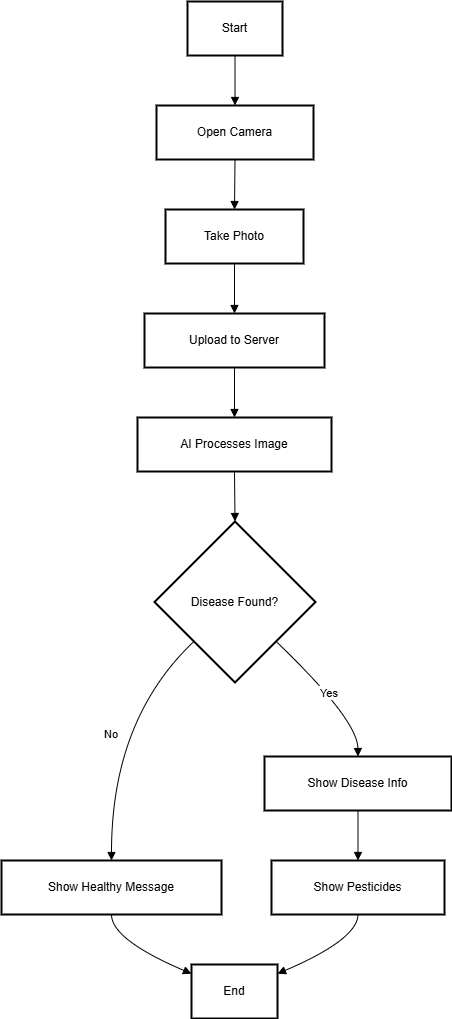 Start
Open Camera
Take Photo
Upload to Server
AI Processes Image
Disease Found?
Yes
No
Show Disease Info
Show Healthy Message
Show Pesticides
End